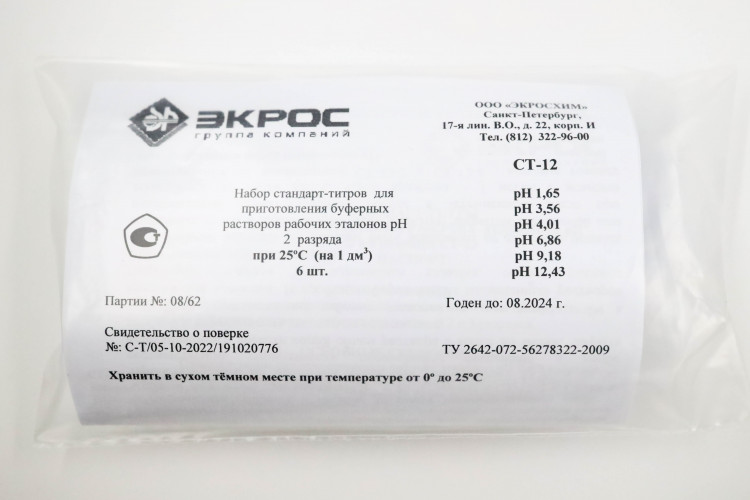 ЭКРОС
группа компаний
ООО «ЭКРОСХИМ»
Санкт-Петербург,
17-я лин. В.О., д. 22, корп. И
Тел. (812) 322-96-00
СТ-12
Набор стандарт-титров для
приготовления буферных
растворов рабочих эталонов рН
2 разряда
при 25ºС (на 1 дм³)
6 шт.
рН 1,65
рН 3,56
рН 4,01
рН 6,86
рН 9,18
рН 12,43
Партии №: 08/62
Годен до: 08.2024 г.
Свидетельство о поверке
№: С-Т/05-10-2022/191020776
ТУ 2642-072-56278322-2009
Хранить в сухом тёмном месте при температуре от 0º до 25ºС